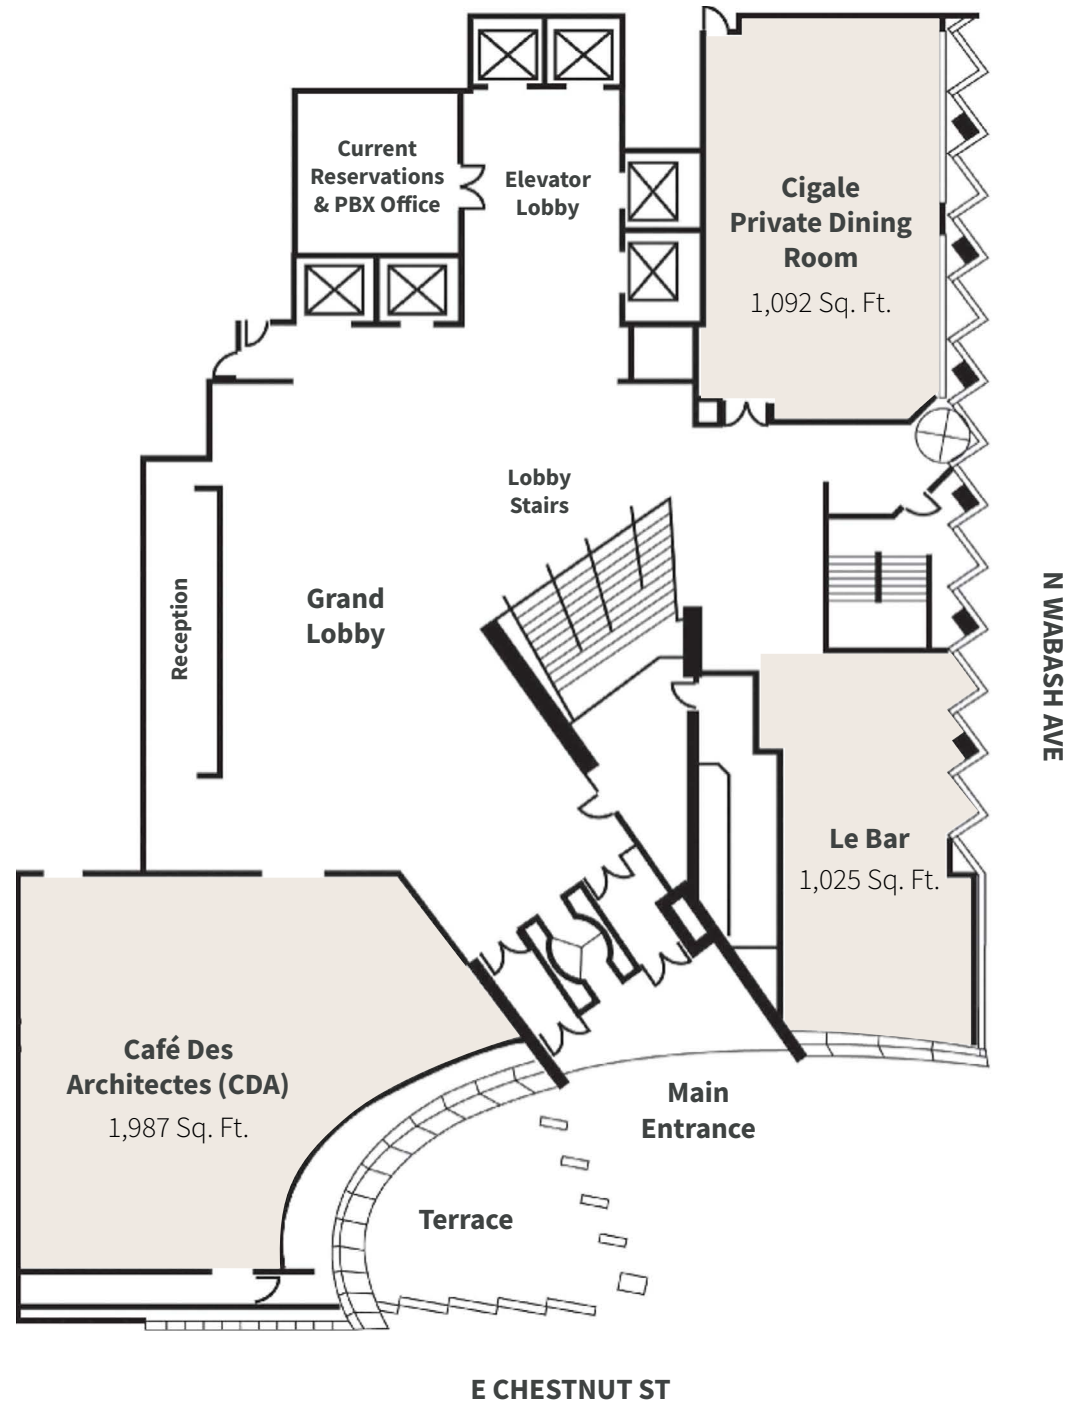 Current
Reservations
& PBX Office
Elevator
Lobby
Cigale
Private Dining
Room
1,092 Sq. Ft.
Lobby
Stairs
Reception
Grand
Lobby
N WABASH AVE
Le Bar
1,025 Sq. Ft.
Café Des
Architectes (CDA)
1,987 Sq. Ft.
Main
Entrance
Terrace
E CHESTNUT ST